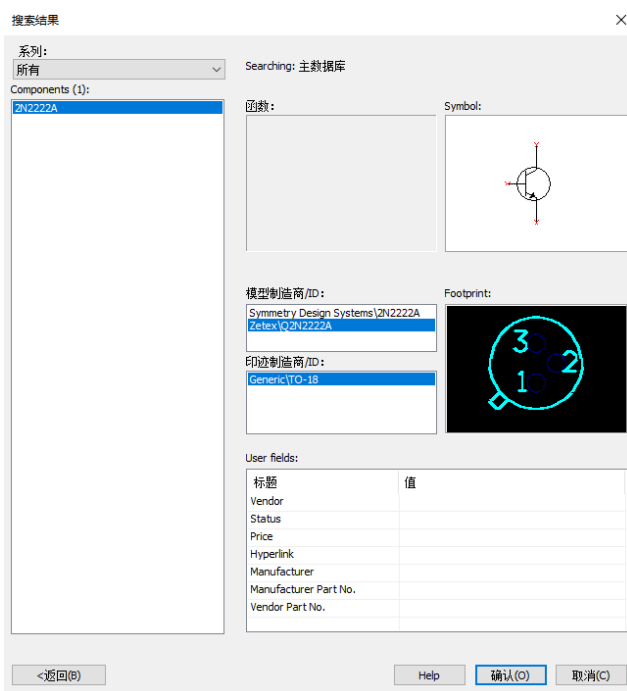 搜索结果
系列:
所有
Searching: 主数据库
Components (1):
2N2222A
函数:
Symbol:
模型制造商/ID:
Footprint:
Symmetry Design Systems\2N2222A
Zetex\Q2N2222A
印迹制造商/ID:
Generic\TO-18
3
2
1
User fields:
标题 值
Vendor
Status
Price
Hyperlink
Manufacturer
Manufacturer Part No.
Vendor Part No.
<返回(B) Help 确认(O) 取消(C)